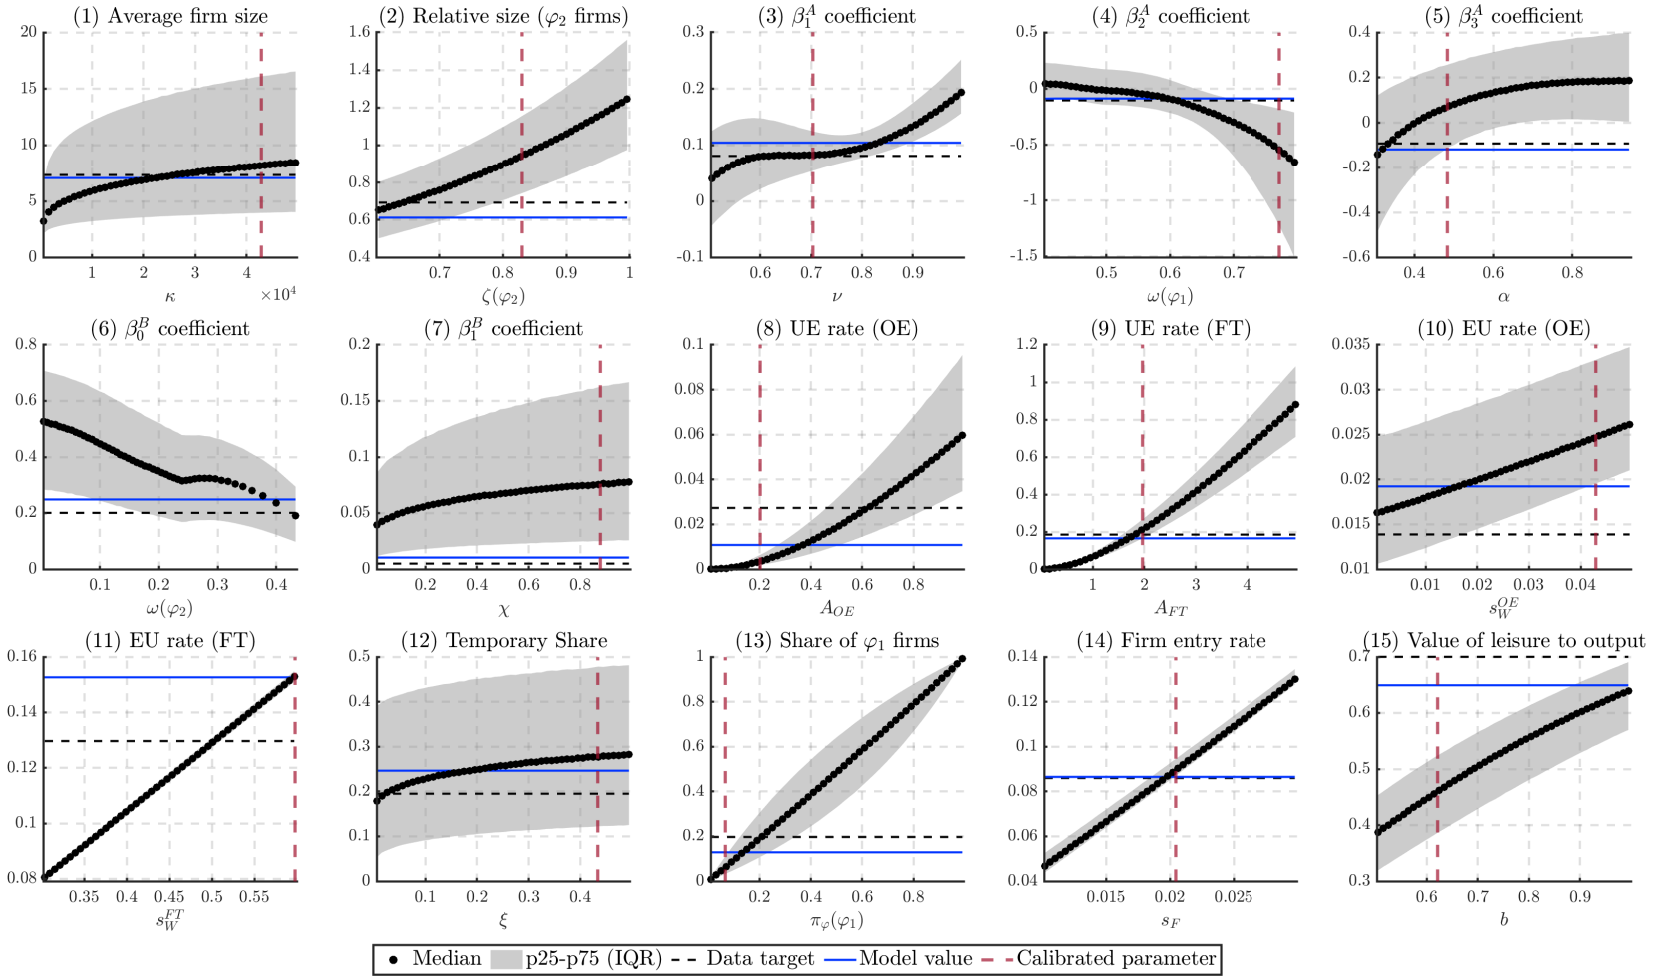 (1) Average firm size
20
15
10
5
0
1 2 3 4
κ ×10⁴
(2) Relative size (φ₂ firms)
1.6
1.4
1.2
1
0.8
0.6
0.4
0.7 0.8 0.9 1
ζ(φ₂)
(3) β₁ᴬ coefficient
0.3
0.2
0.1
0
-0.1
0.6 0.7 0.8 0.9
ν
(4) β₂ᴬ coefficient
0.5
0
-0.5
-1
-1.5
0.5 0.6 0.7
ω(φ₁)
(5) β₃ᴬ coefficient
0.4
0.2
0
-0.2
-0.4
-0.6
0.4 0.6 0.8
α
(6) β₀ᴮ coefficient
0.8
0.6
0.4
0.2
0
0.1 0.2 0.3 0.4
ω(φ₂)
(7) β₁ᴮ coefficient
0.2
0.15
0.1
0.05
0
0.2 0.4 0.6 0.8
χ
(8) UE rate (OE)
0.1
0.08
0.06
0.04
0.02
0
0.2 0.4 0.6 0.8
A_OE
(9) UE rate (FT)
1.2
1
0.8
0.6
0.4
0.2
0
1 2 3 4
A_FT
(10) EU rate (OE)
0.035
0.03
0.025
0.02
0.015
0.01
0.01 0.02 0.03 0.04
s_W^OE
(11) EU rate (FT)
0.16
0.14
0.12
0.1
0.08
0.35 0.4 0.45 0.5 0.55
s_W^FT
(12) Temporary Share
0.5
0.4
0.3
0.2
0.1
0
0.1 0.2 0.3 0.4
ξ
(13) Share of φ₁ firms
1
0.8
0.6
0.4
0.2
0
0.2 0.4 0.6 0.8
π_φ(φ₁)
(14) Firm entry rate
0.14
0.12
0.1
0.08
0.06
0.04
0.015 0.02 0.025
s_F
(15) Value of leisure to output
0.7
0.6
0.5
0.4
0.3
0.6 0.7 0.8 0.9
b
Median p25-p75 (IQR) Data target Model value Calibrated parameter